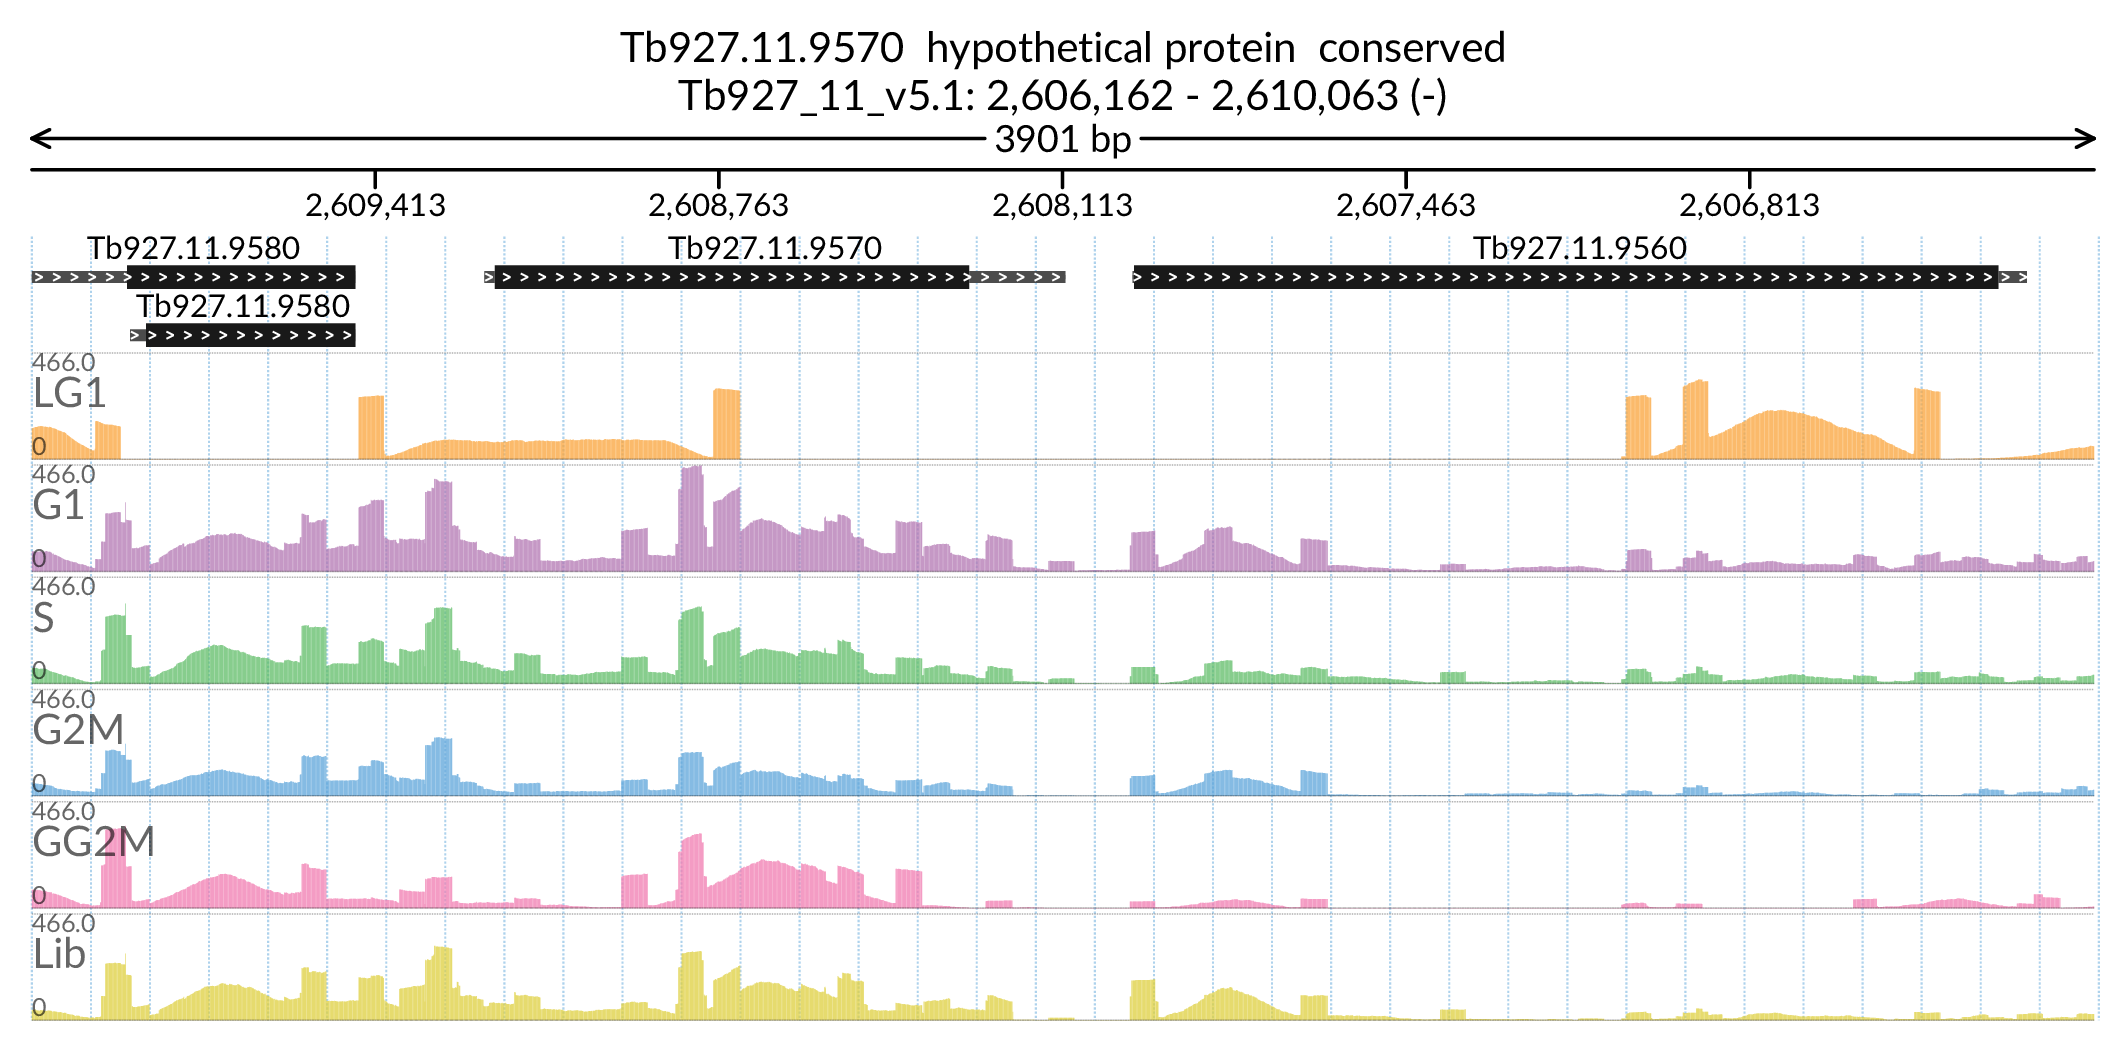 Tb927.11.9570  hypothetical protein  conserved
Tb927_11_v5.1: 2,606,162 - 2,610,063 (-)
3901 bp
2,609,413 2,608,763 2,608,113 2,607,463 2,606,813
Tb927.11.9580 Tb927.11.9570 Tb927.11.9560
Tb927.11.9580
466.0
LG1
0
466.0
G1
0
466.0
S
0
466.0
G2M
0
466.0
GG2M
0
466.0
Lib
0